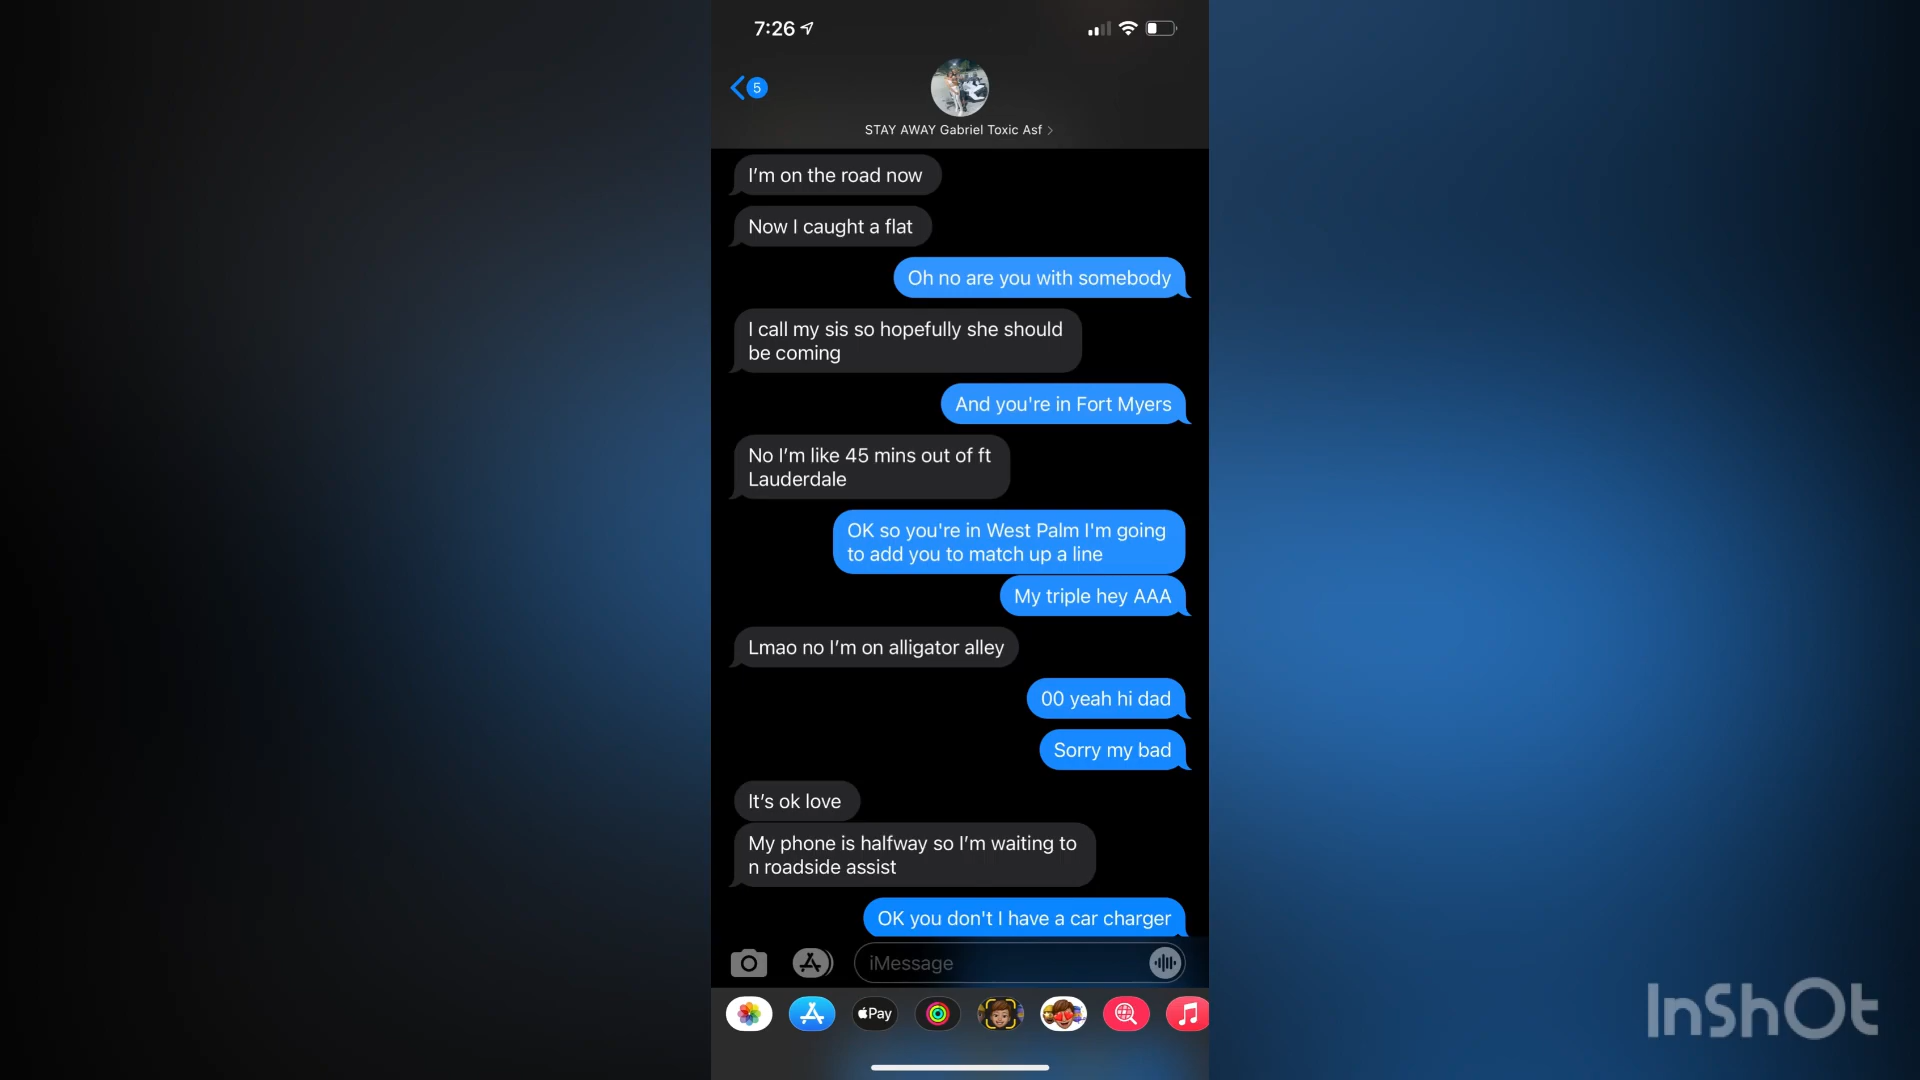 7:26
5
STAY AWAY Gabriel Toxic Asf
I'm on the road now
Now I caught a flat
Oh no are you with somebody
I call my sis so hopefully she should
be coming
And you're in Fort Myers
No I'm like 45 mins out of ft
Lauderdale
OK so you're in West Palm I'm going
to add you to match up a line
My triple hey AAA
Lmao no I'm on alligator alley
00 yeah hi dad
Sorry my bad
It's ok love
My phone is halfway so I'm waiting to
n roadside assist
OK you don't I have a car charger
iMessage
Pay
InShOt